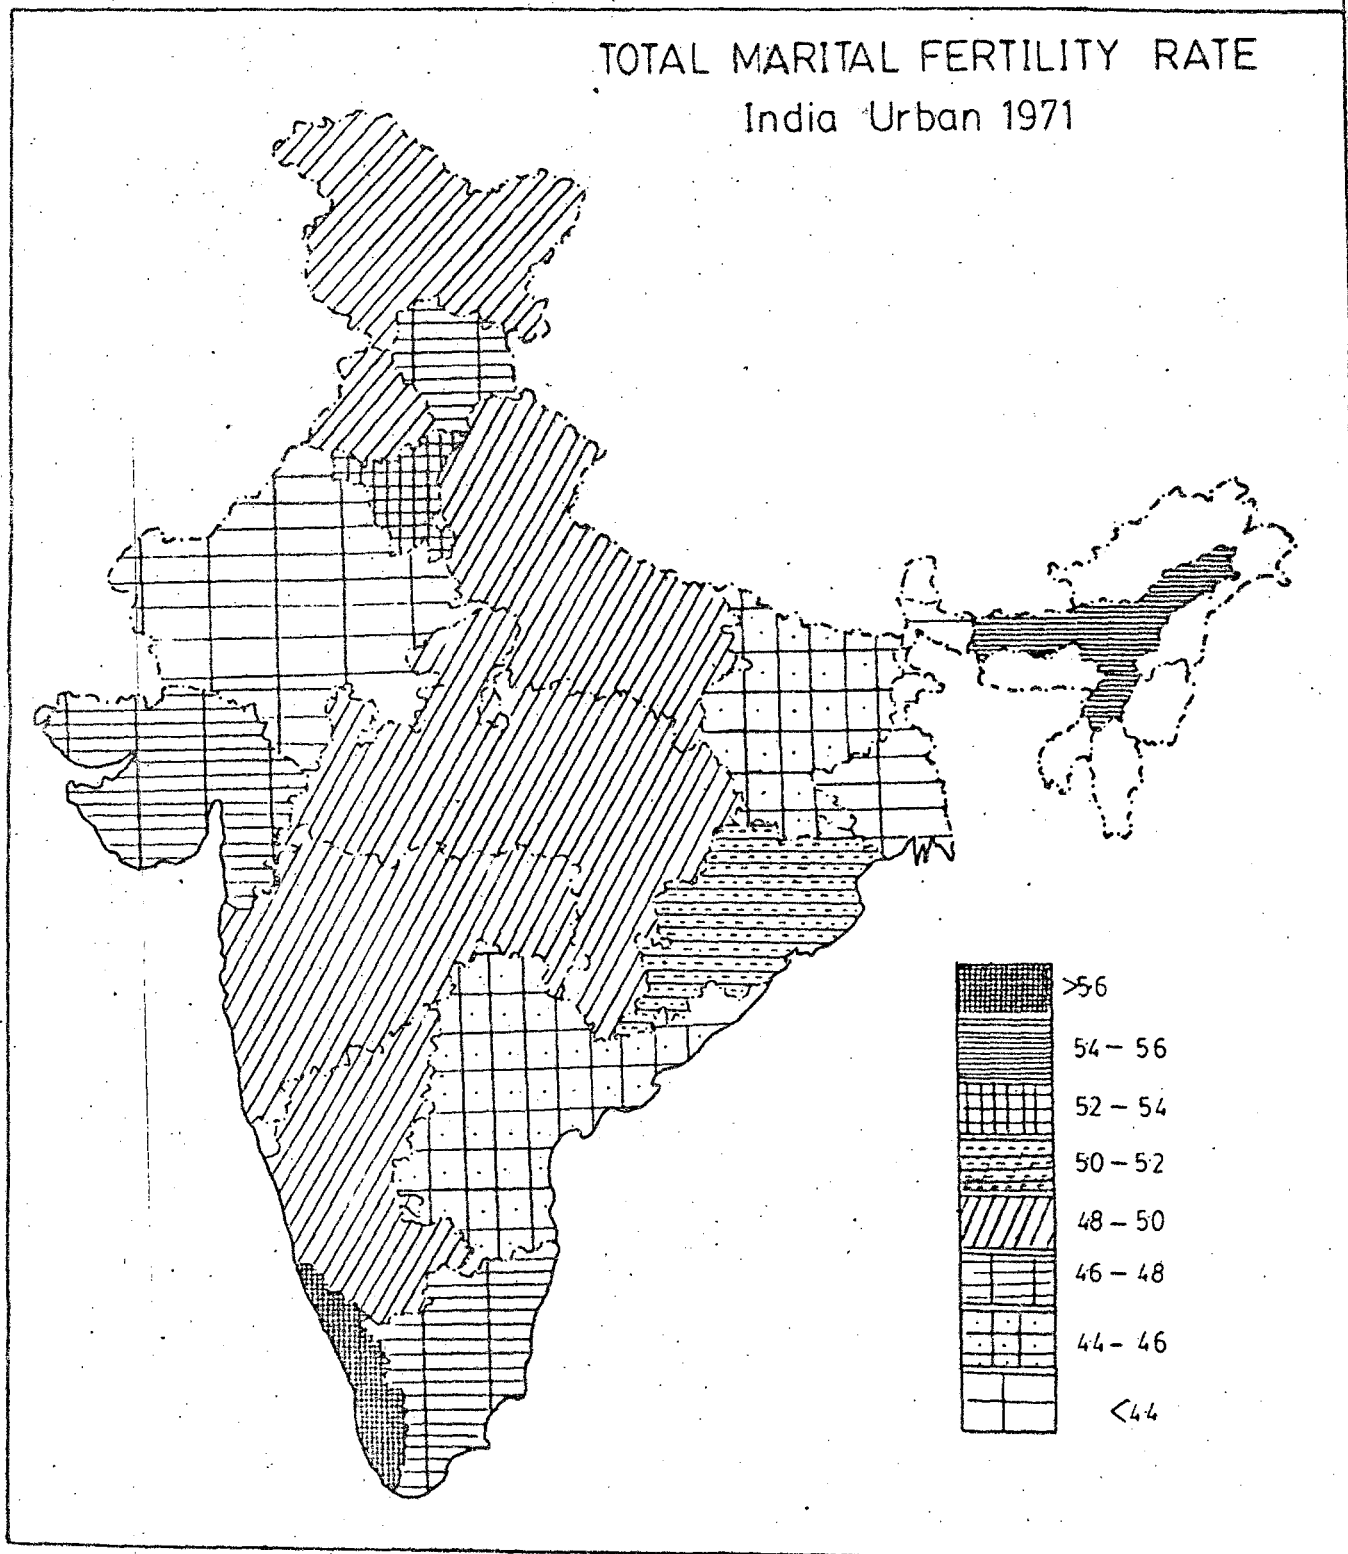 TOTAL MARITAL FERTILITY RATE
India Urban 1971
>5·6
5·4 – 5·6
5·2 – 5·4
5·0 – 5·2
4·8 – 5·0
4·6 – 4·8
4·4 – 4·6
<4·4